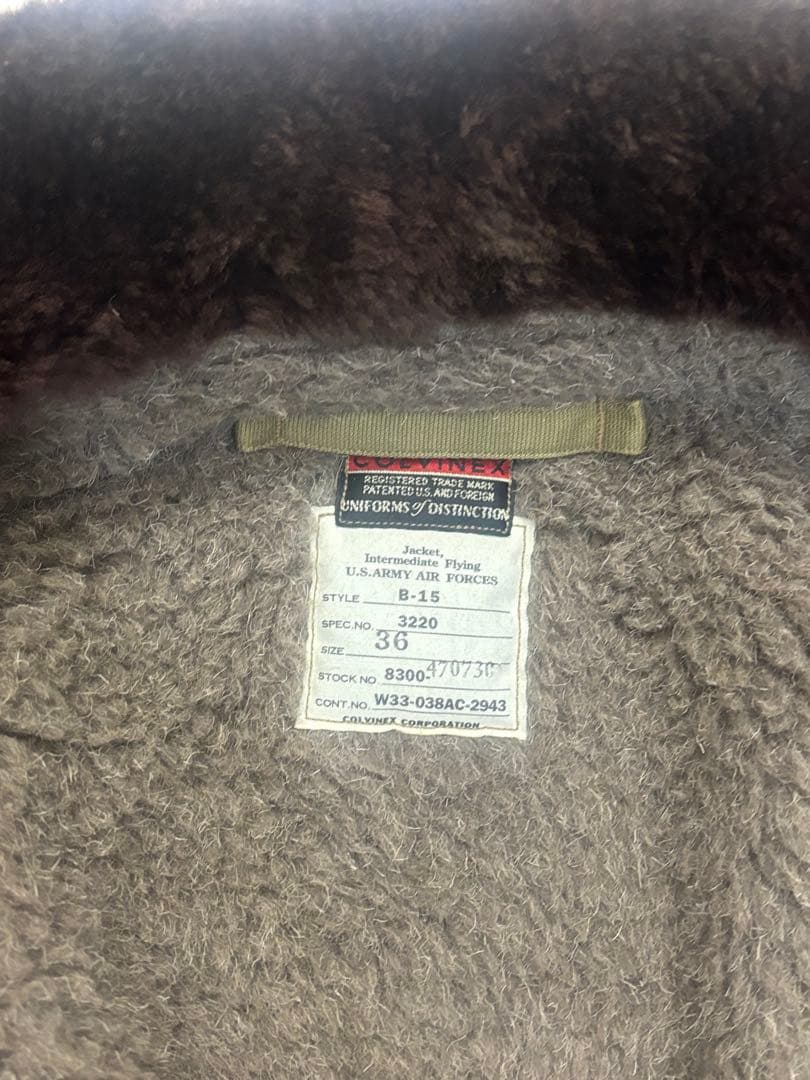 COLVINEX
REGISTERED TRADE MARK
PATENTED U.S. AND FOREIGN
UNIFORMS of DISTINCTION
Jacket,
Intermediate Flying
U.S. ARMY AIR FORCES
STYLE B-15
SPEC. NO. 3220
SIZE 36
STOCK NO. 8300-470736
CONT. NO. W33-038AC-2943
COLVINEX CORPORATION